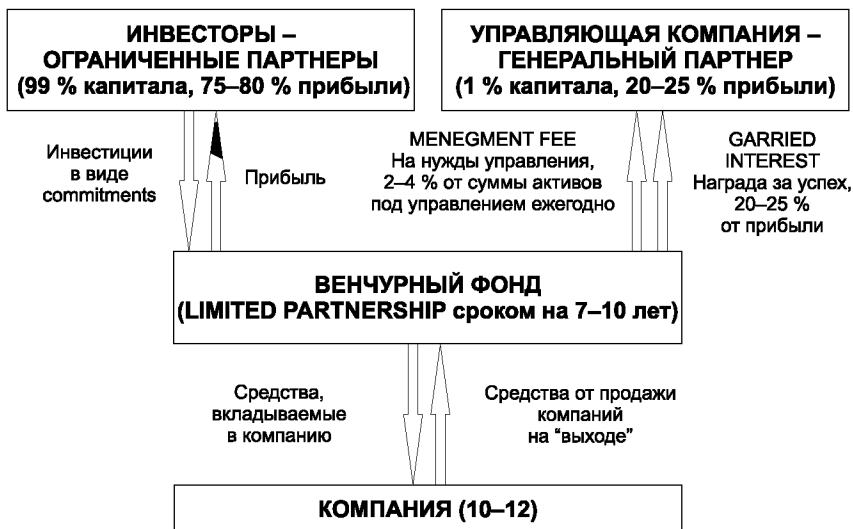 ИНВЕСТОРЫ –
ОГРАНИЧЕННЫЕ ПАРТНЕРЫ
(99 % капитала, 75–80 % прибыли)
УПРАВЛЯЮЩАЯ КОМПАНИЯ –
ГЕНЕРАЛЬНЫЙ ПАРТНЕР
(1 % капитала, 20–25 % прибыли)
Инвестиции
в виде
commitments
Прибыль
MENEGMENT FEE
На нужды управления,
2–4 % от суммы активов
под управлением ежегодно
GARRIED
INTEREST
Награда за успех,
20–25 %
от прибыли
ВЕНЧУРНЫЙ ФОНД
(LIMITED PARTNERSHIP сроком на 7–10 лет)
Средства,
вкладываемые
в компанию
Средства от продажи
компаний
на “выходе”
КОМПАНИЯ (10–12)